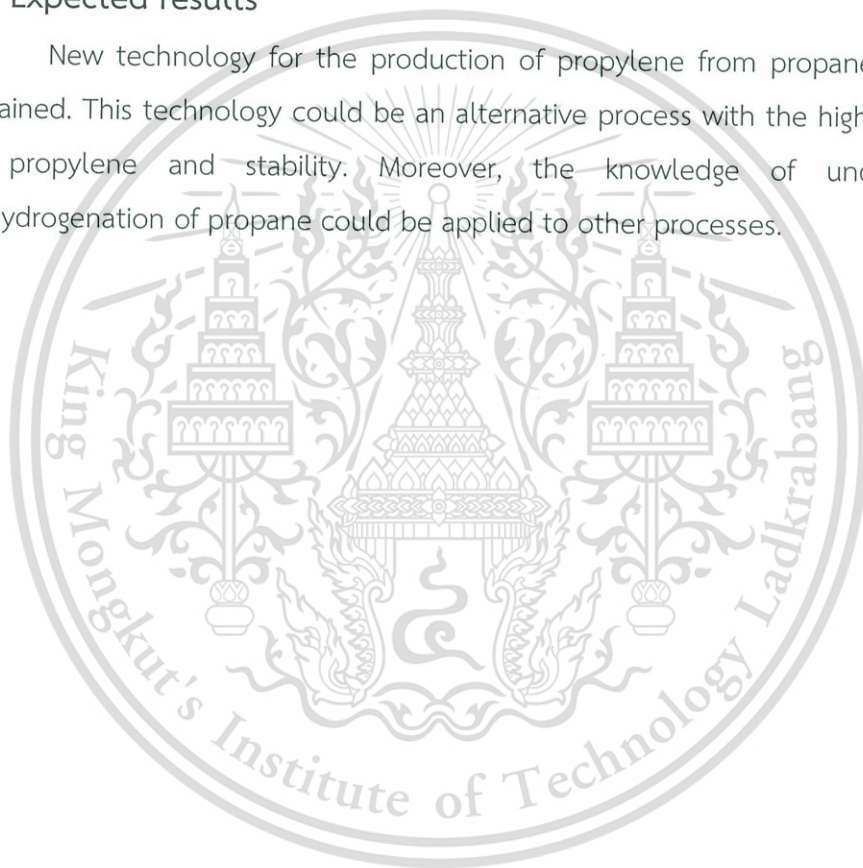 Expected results
New technology for the production of propylene from propane
ained. This technology could be an alternative process with the high
propylene and stability. Moreover, the knowledge of un
ydrogenation of propane could be applied to other processes.
King Mongkut's Institute of Technology Ladkrabang